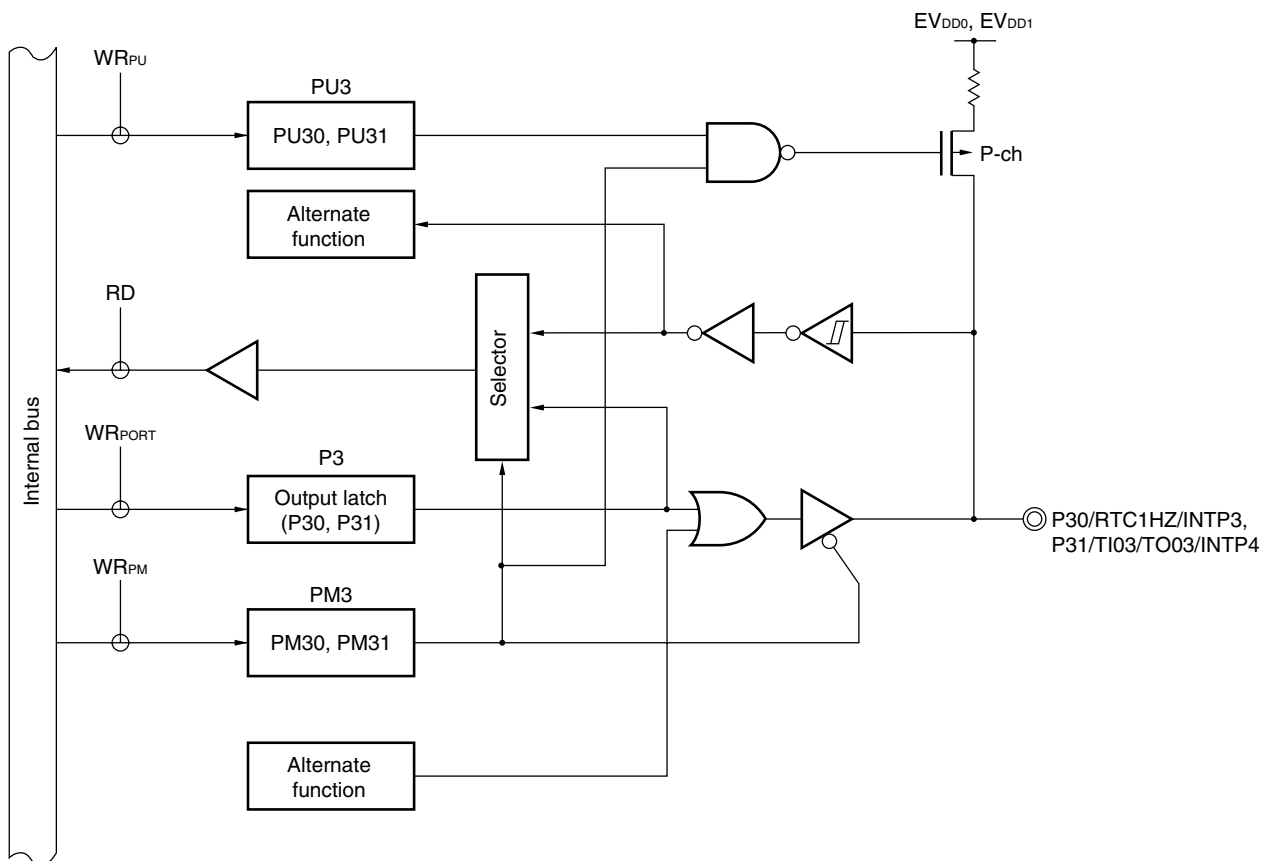 EVDD0, EVDD1
WRPU
PU3
PU30, PU31
P-ch
Alternate
function
RD
Selector
Internal bus
WRPORT
P3
Output latch
(P30, P31)
P30/RTC1HZ/INTP3,
P31/TI03/TO03/INTP4
WRPM
PM3
PM30, PM31
Alternate
function